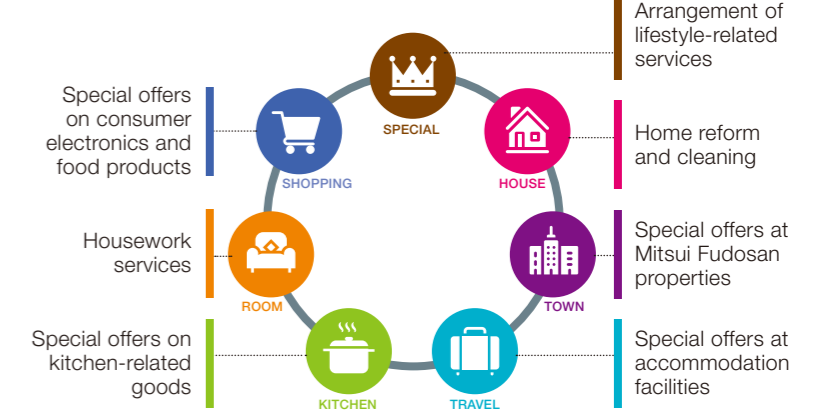 Arrangement of
lifestyle-related
services
SPECIAL
Special offers
on consumer
electronics and
food products
SHOPPING
HOUSE
Home reform
and cleaning
Housework
services
ROOM
TOWN
Special offers at
Mitsui Fudosan
properties
Special offers on
kitchen-related
goods
KITCHEN
TRAVEL
Special offers at
accommodation
facilities